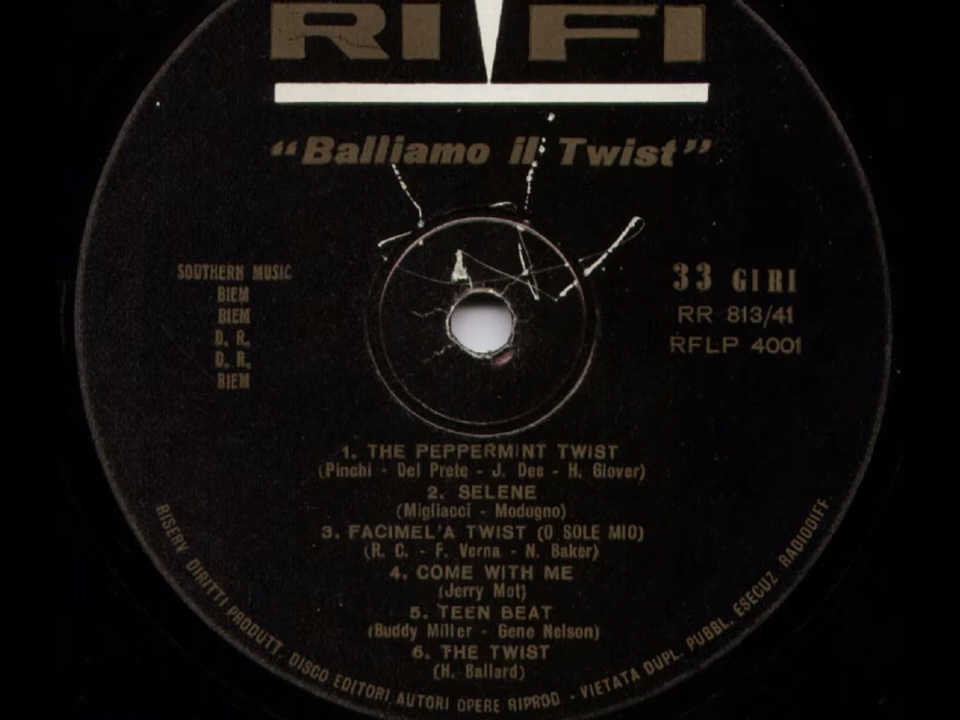 RI FI
“Balliamo il Twist”
SOUTHERN MUSIC
BIEM
BIEM
D. R.
D. R.
BIEM
33 GIRI
RR 813/41
RFLP 4001
1. THE PEPPERMINT TWIST
(Pinchi - Del Prete - J. Dee - H. Glover)
2. SELENE
(Migliacci - Modugno)
3. FACIMEL'A TWIST (O SOLE MIO)
(R. C. - F. Verna - N. Baker)
4. COME WITH ME
(Jerry Mot)
5. TEEN BEAT
(Buddy Miller - Gene Nelson)
6. THE TWIST
(H. Ballard)
RISERV DIRITTI PRODUTT. DISCO EDITORI AUTORI OPERE RIPROD - VIETATA DUPL. PUBBL. ESECUZ RADIODIFF